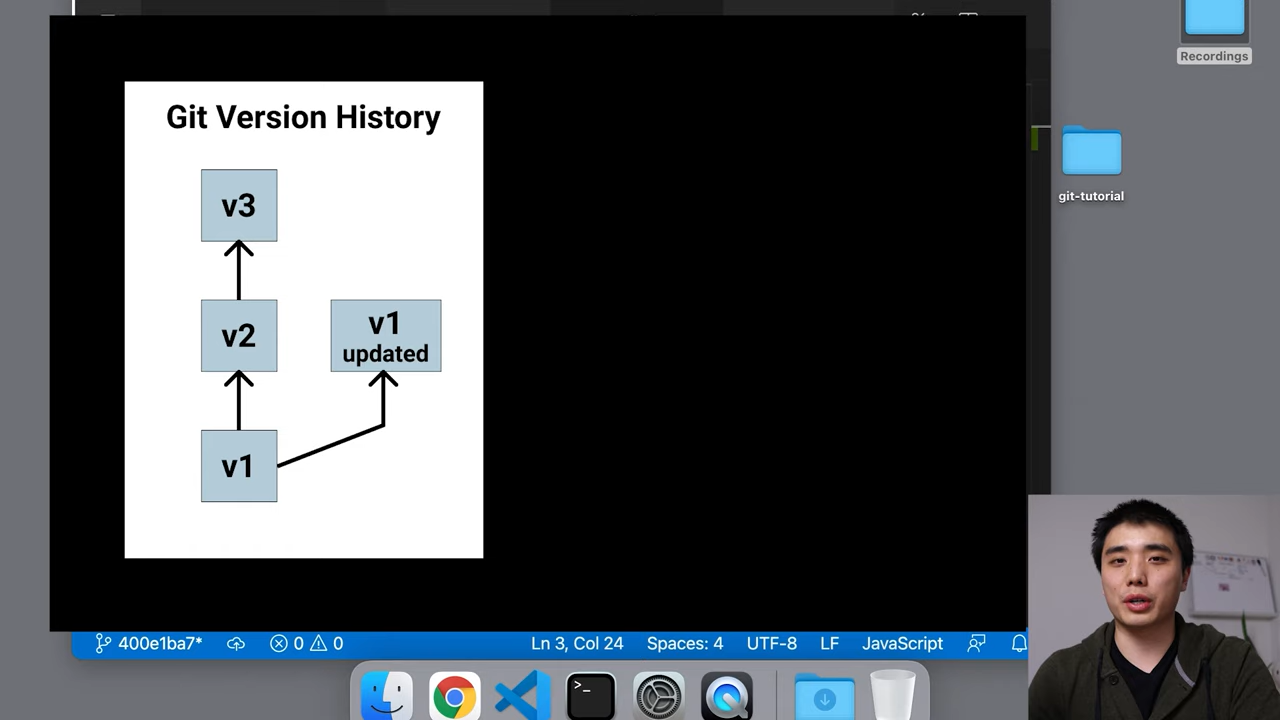 Recordings
git-tutorial
Git Version History
v3
v2
v1
updated
v1
400e1ba7* 0 0 Ln 3, Col 24 Spaces: 4 UTF-8 LF JavaScript
>_